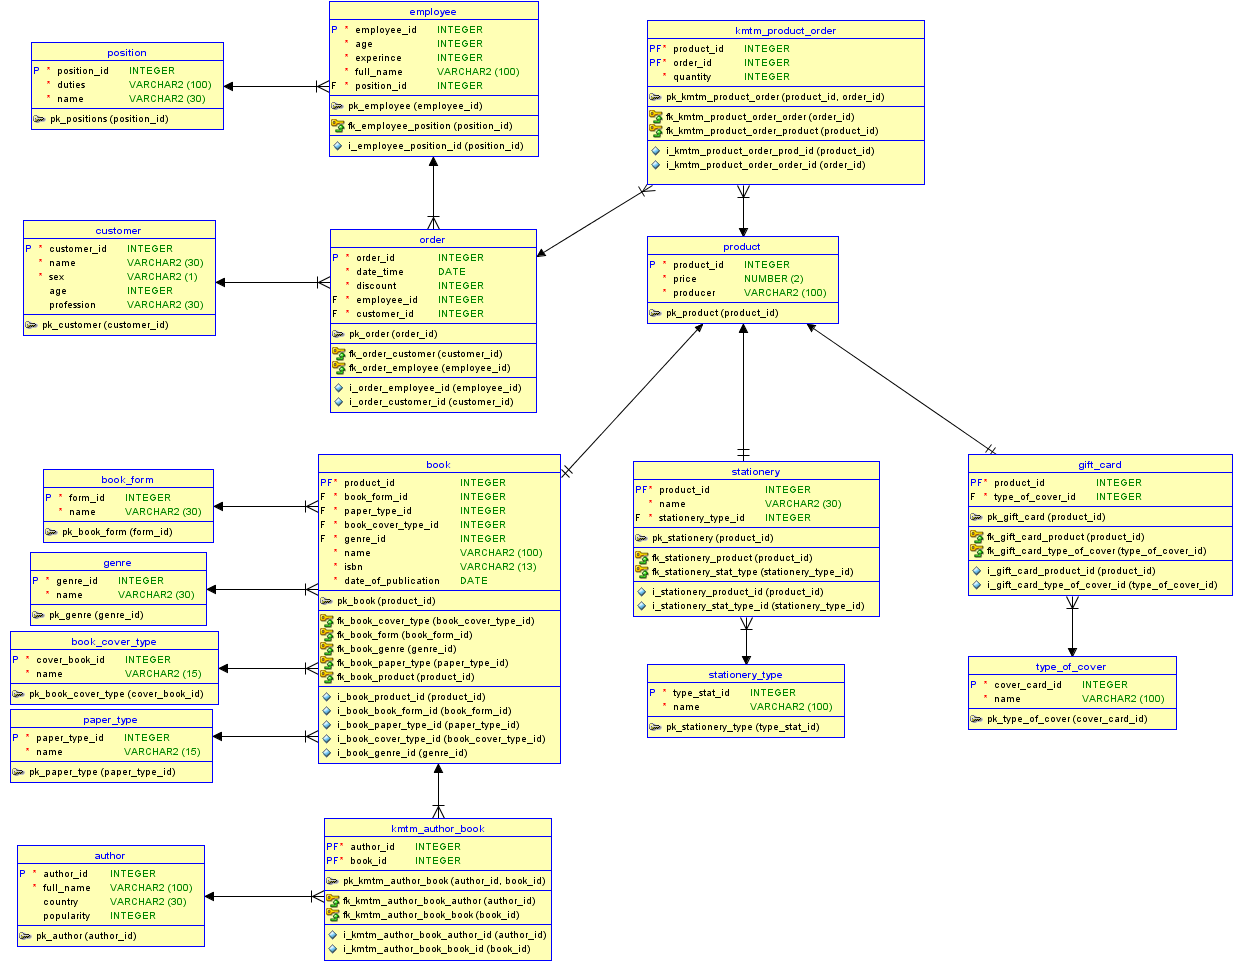 employee
P * employee_id INTEGER
* age INTEGER
* experince INTEGER
* full_name VARCHAR2 (100)
F * position_id INTEGER
pk_employee (employee_id)
fk_employee_position (position_id)
i_employee_position_id (position_id)
position
P * position_id INTEGER
* duties VARCHAR2 (100)
* name VARCHAR2 (30)
pk_positions (position_id)
kmtm_product_order
PF* product_id INTEGER
PF* order_id INTEGER
* quantity INTEGER
pk_kmtm_product_order (product_id, order_id)
fk_kmtm_product_order_order (order_id)
fk_kmtm_product_order_product (product_id)
i_kmtm_product_order_prod_id (product_id)
i_kmtm_product_order_order_id (order_id)
customer
P * customer_id INTEGER
* name VARCHAR2 (30)
* sex VARCHAR2 (1)
age INTEGER
profession VARCHAR2 (30)
pk_customer (customer_id)
order
P * order_id INTEGER
* date_time DATE
* discount INTEGER
F * employee_id INTEGER
F * customer_id INTEGER
pk_order (order_id)
fk_order_customer (customer_id)
fk_order_employee (employee_id)
i_order_employee_id (employee_id)
i_order_customer_id (customer_id)
product
P * product_id INTEGER
* price NUMBER (2)
* producer VARCHAR2 (100)
pk_product (product_id)
book_form
P * form_id INTEGER
* name VARCHAR2 (30)
pk_book_form (form_id)
genre
P * genre_id INTEGER
* name VARCHAR2 (30)
pk_genre (genre_id)
book_cover_type
P * cover_book_id INTEGER
* name VARCHAR2 (15)
pk_book_cover_type (cover_book_id)
paper_type
P * paper_type_id INTEGER
* name VARCHAR2 (15)
pk_paper_type (paper_type_id)
book
PF* product_id INTEGER
F * book_form_id INTEGER
F * paper_type_id INTEGER
F * book_cover_type_id INTEGER
F * genre_id INTEGER
* name VARCHAR2 (100)
* isbn VARCHAR2 (13)
* date_of_publication DATE
pk_book (product_id)
fk_book_cover_type (book_cover_type_id)
fk_book_form (book_form_id)
fk_book_genre (genre_id)
fk_book_paper_type (paper_type_id)
fk_book_product (product_id)
i_book_product_id (product_id)
i_book_book_form_id (book_form_id)
i_book_paper_type_id (paper_type_id)
i_book_cover_type_id (book_cover_type_id)
i_book_genre_id (genre_id)
stationery
PF* product_id INTEGER
* name VARCHAR2 (30)
F * stationery_type_id INTEGER
pk_stationery (product_id)
fk_stationery_product (product_id)
fk_stationery_stat_type (stationery_type_id)
i_stationery_product_id (product_id)
i_stationery_stat_type_id (stationery_type_id)
gift_card
PF* product_id INTEGER
F * type_of_cover_id INTEGER
pk_gift_card (product_id)
fk_gift_card_product (product_id)
fk_gift_card_type_of_cover (type_of_cover_id)
i_gift_card_product_id (product_id)
i_gift_card_type_of_cover_id (type_of_cover_id)
stationery_type
P * type_stat_id INTEGER
* name VARCHAR2 (100)
pk_stationery_type (type_stat_id)
type_of_cover
P * cover_card_id INTEGER
* name VARCHAR2 (100)
pk_type_of_cover (cover_card_id)
author
P * author_id INTEGER
* full_name VARCHAR2 (100)
country VARCHAR2 (30)
popularity INTEGER
pk_author (author_id)
kmtm_author_book
PF* author_id INTEGER
PF* book_id INTEGER
pk_kmtm_author_book (author_id, book_id)
fk_kmtm_author_book_author (author_id)
fk_kmtm_author_book_book (book_id)
i_kmtm_author_book_author_id (author_id)
i_kmtm_author_book_book_id (book_id)